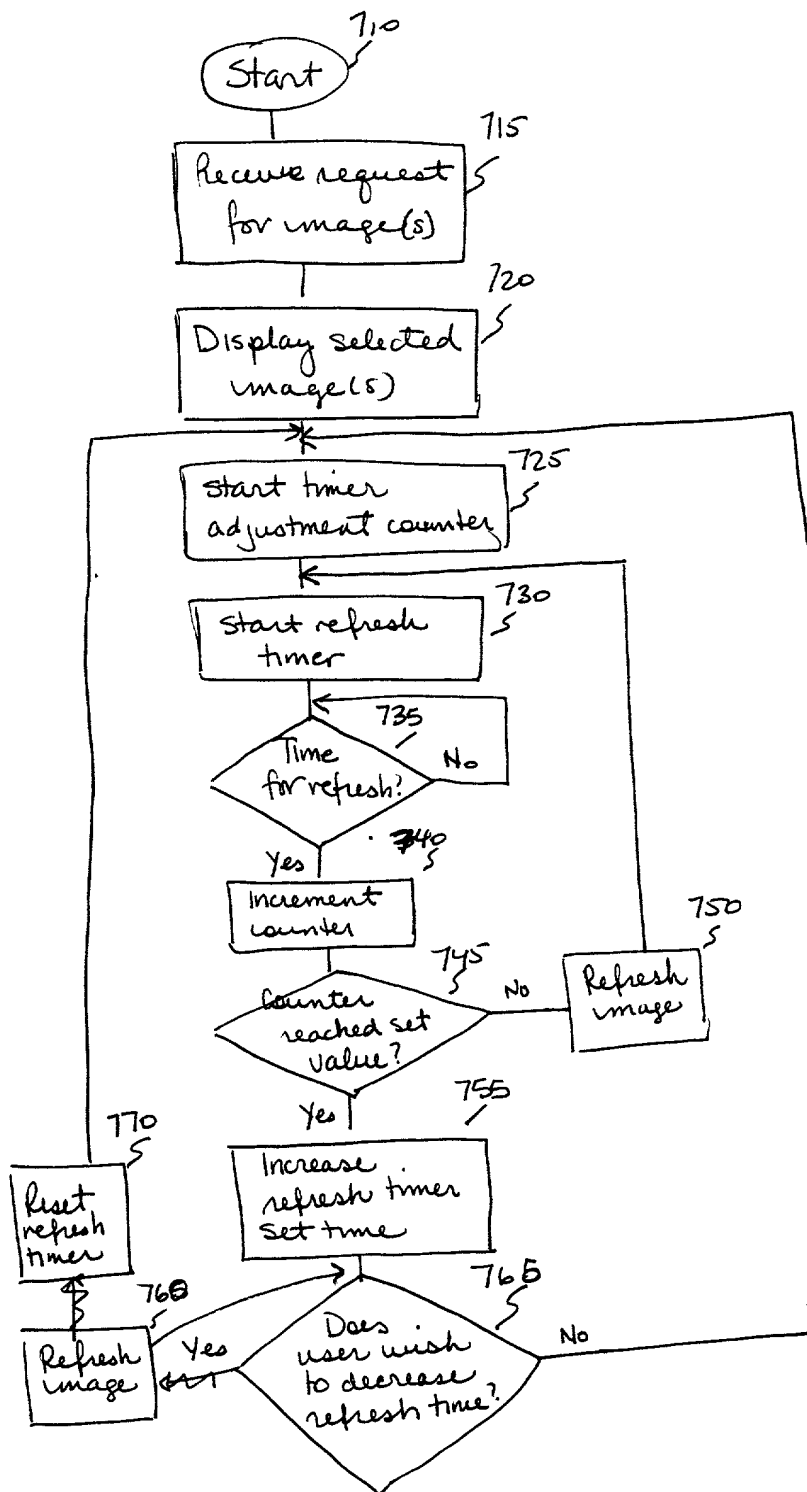 710
Start
715
Receive request
for image(s)
720
Display selected
image(s)
725
Start timer
adjustment counter
730
Start refresh
timer
735
Time
for refresh?
No
Yes
740
Increment
counter
745
Counter
reached set
value?
No
750
Refresh
image
Yes
755
Increase
refresh timer
set time
770
Reset
refresh
timer
760
Refresh
image
Yes
765
Does
user wish
to decrease
refresh time?
No